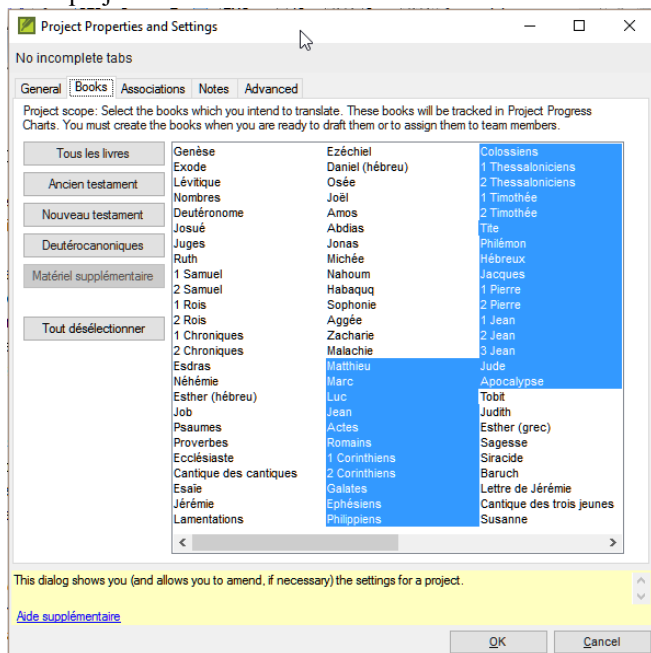 Project Properties and Settings
No incomplete tabs
General Books Associations Notes Advanced
Project scope: Select the books which you intend to translate. These books will be tracked in Project Progress
Charts. You must create the books when you are ready to draft them or to assign them to team members.
Tous les livres
Ancien testament
Nouveau testament
Deutérocanoniques
Matériel supplémentaire
Tout désélectionner
Genèse
Exode
Lévitique
Nombres
Deutéronome
Josué
Juges
Ruth
1 Samuel
2 Samuel
1 Rois
2 Rois
1 Chroniques
2 Chroniques
Esdras
Néhémie
Esther (hébreu)
Job
Psaumes
Proverbes
Ecclésiaste
Cantique des cantiques
Esaïe
Jérémie
Lamentations
Ezéchiel
Daniel (hébreu)
Osée
Joël
Amos
Abdias
Jonas
Michée
Nahoum
Habaquq
Sophonie
Aggée
Zacharie
Malachie
Matthieu
Marc
Luc
Jean
Actes
Romains
1 Corinthiens
2 Corinthiens
Galates
Ephésiens
Philippiens
Colossiens
1 Thessaloniciens
2 Thessaloniciens
1 Timothée
2 Timothée
Tite
Philémon
Hébreux
Jacques
1 Pierre
2 Pierre
1 Jean
2 Jean
3 Jean
Jude
Apocalypse
Tobit
Judith
Esther (grec)
Sagesse
Siracide
Baruch
Lettre de Jérémie
Cantique des trois jeunes
Susanne
This dialog shows you (and allows you to amend, if necessary) the settings for a project.
Aide supplémentaire
OK Cancel